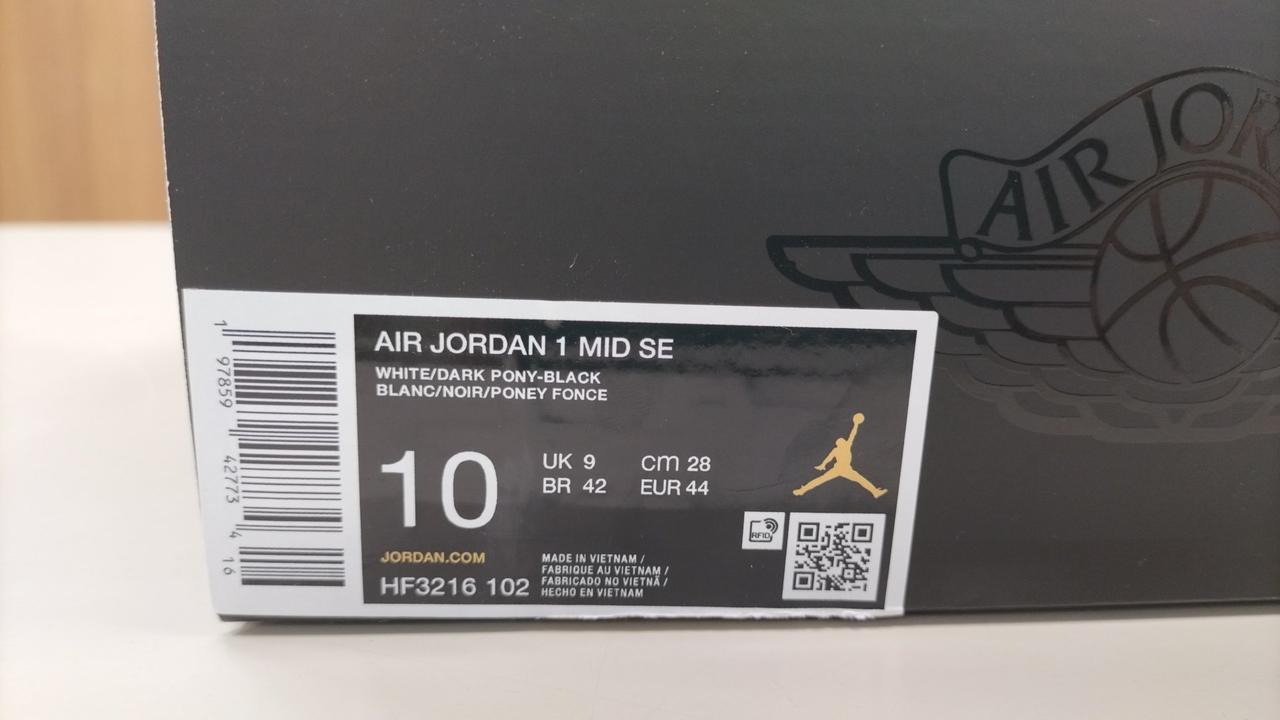 AIR JOR
AIR JORDAN 1 MID SE
WHITE/DARK PONY-BLACK
BLANC/NOIR/PONEY FONCE
10
UK 9
cm 28
BR 42
EUR 44
RFID
JORDAN.COM
HF3216 102
MADE IN VIETNAM /
FABRIQUE AU VIETNAM /
FABRICADO NO VIETNÃ /
HECHO EN VIETNAM
1 97859 42773 4 16